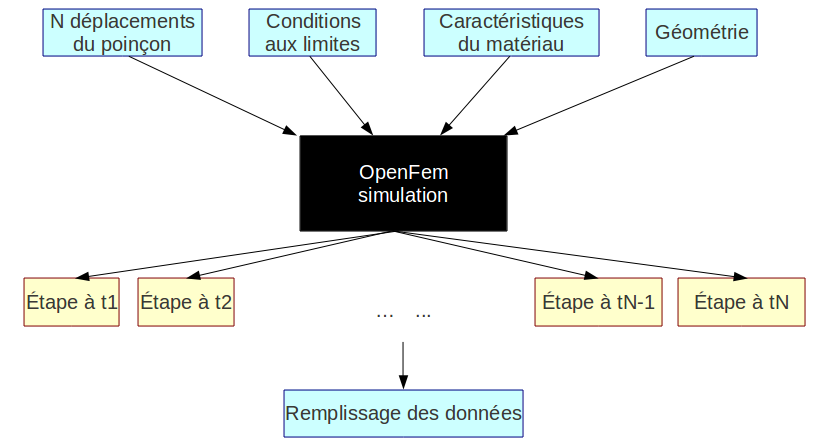 N déplacements
du poinçon
Conditions
aux limites
Caractéristiques
du matériau
Géométrie
OpenFem
simulation
Étape à t1
Étape à t2
... ...
Étape à tN-1
Étape à tN
Remplissage des données